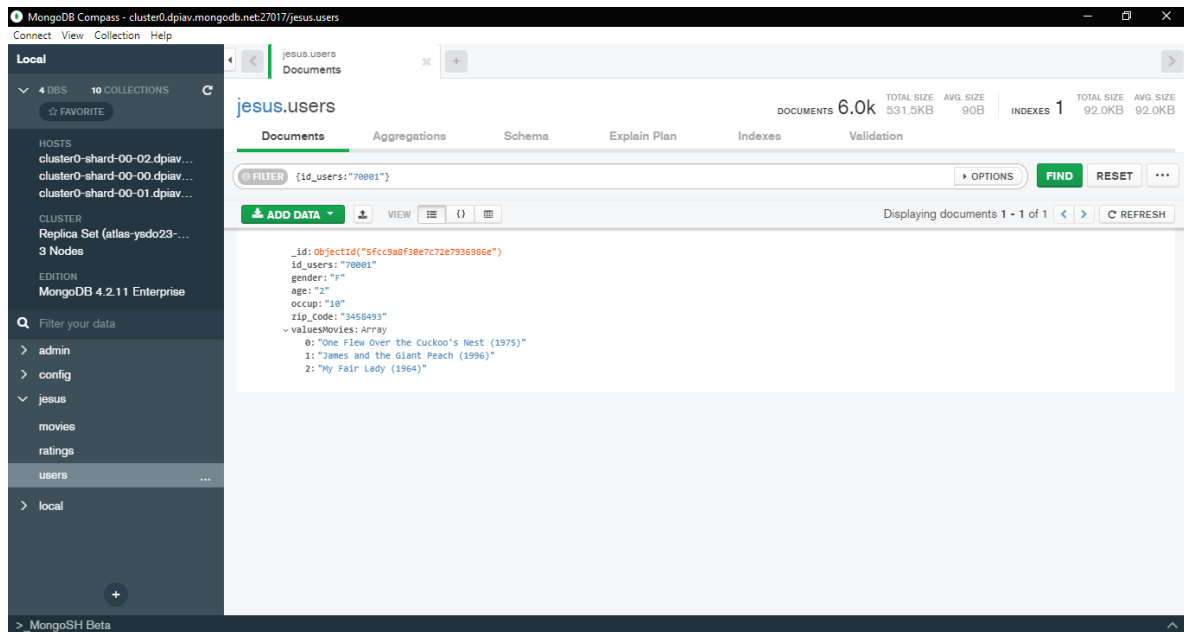 MongoDB Compass - cluster0.dpiav.mongodb.net:27017/jesus.users
Connect View Collection Help
Local
4 DBS 10 COLLECTIONS
☆ FAVORITE
HOSTS
cluster0-shard-00-02.dpiav...
cluster0-shard-00-00.dpiav...
cluster0-shard-00-01.dpiav...
CLUSTER
Replica Set (atlas-ysdo23-...
3 Nodes
EDITION
MongoDB 4.2.11 Enterprise
Filter your data
admin
config
jesus
movies
ratings
users ...
local
>_MongoSH Beta
jesus.users
Documents
jesus.users
DOCUMENTS 6.0k TOTAL SIZE 531.5KB AVG. SIZE 90B INDEXES 1 TOTAL SIZE 92.0KB AVG. SIZE 92.0KB
Documents Aggregations Schema Explain Plan Indexes Validation
FILTER {id_users:"70001"} OPTIONS FIND RESET ...
ADD DATA VIEW {} Displaying documents 1 - 1 of 1 < > REFRESH
_id:ObjectId("5fcc9a8f30e7c72e7936986e")
id_users:"70001"
gender:"F"
age:"2"
occup:"10"
zip_Code:"3458493"
valuesMovies:Array
0:"One Flew Over the Cuckoo's Nest (1975)"
1:"James and the Giant Peach (1996)"
2:"My Fair Lady (1964)"